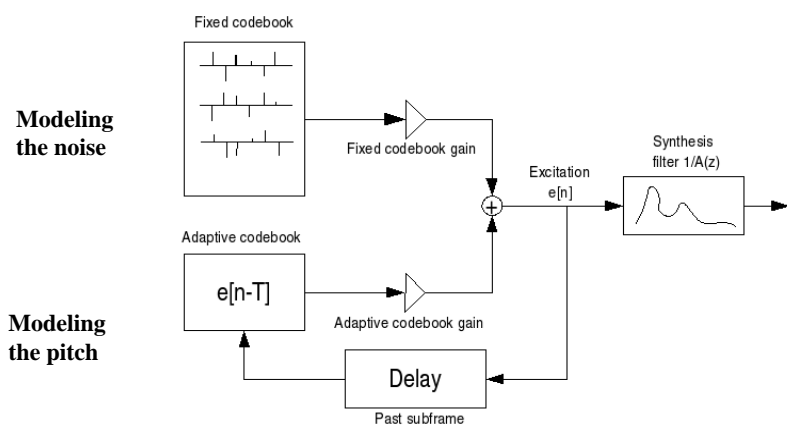 Fixed codebook
Modeling
the noise
Fixed codebook gain
Excitation
e[n]
Synthesis
filter 1/A(z)
+
Adaptive codebook
e[n-T]
Adaptive codebook gain
Modeling
the pitch
Delay
Past subframe